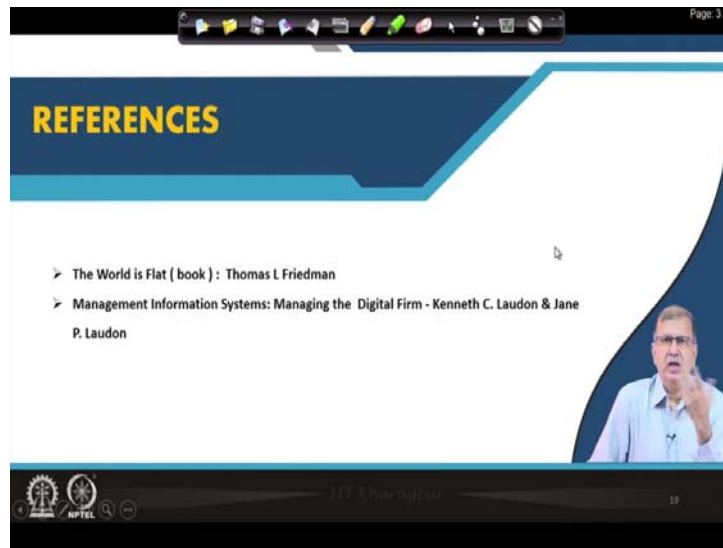 Page: 3
REFERENCES
➢ The World is Flat ( book ) : Thomas L Friedman
➢ Management Information Systems: Managing the Digital Firm - Kenneth C. Laudon & Jane
P. Laudon
NPTEL
IIT Kharagpur
19